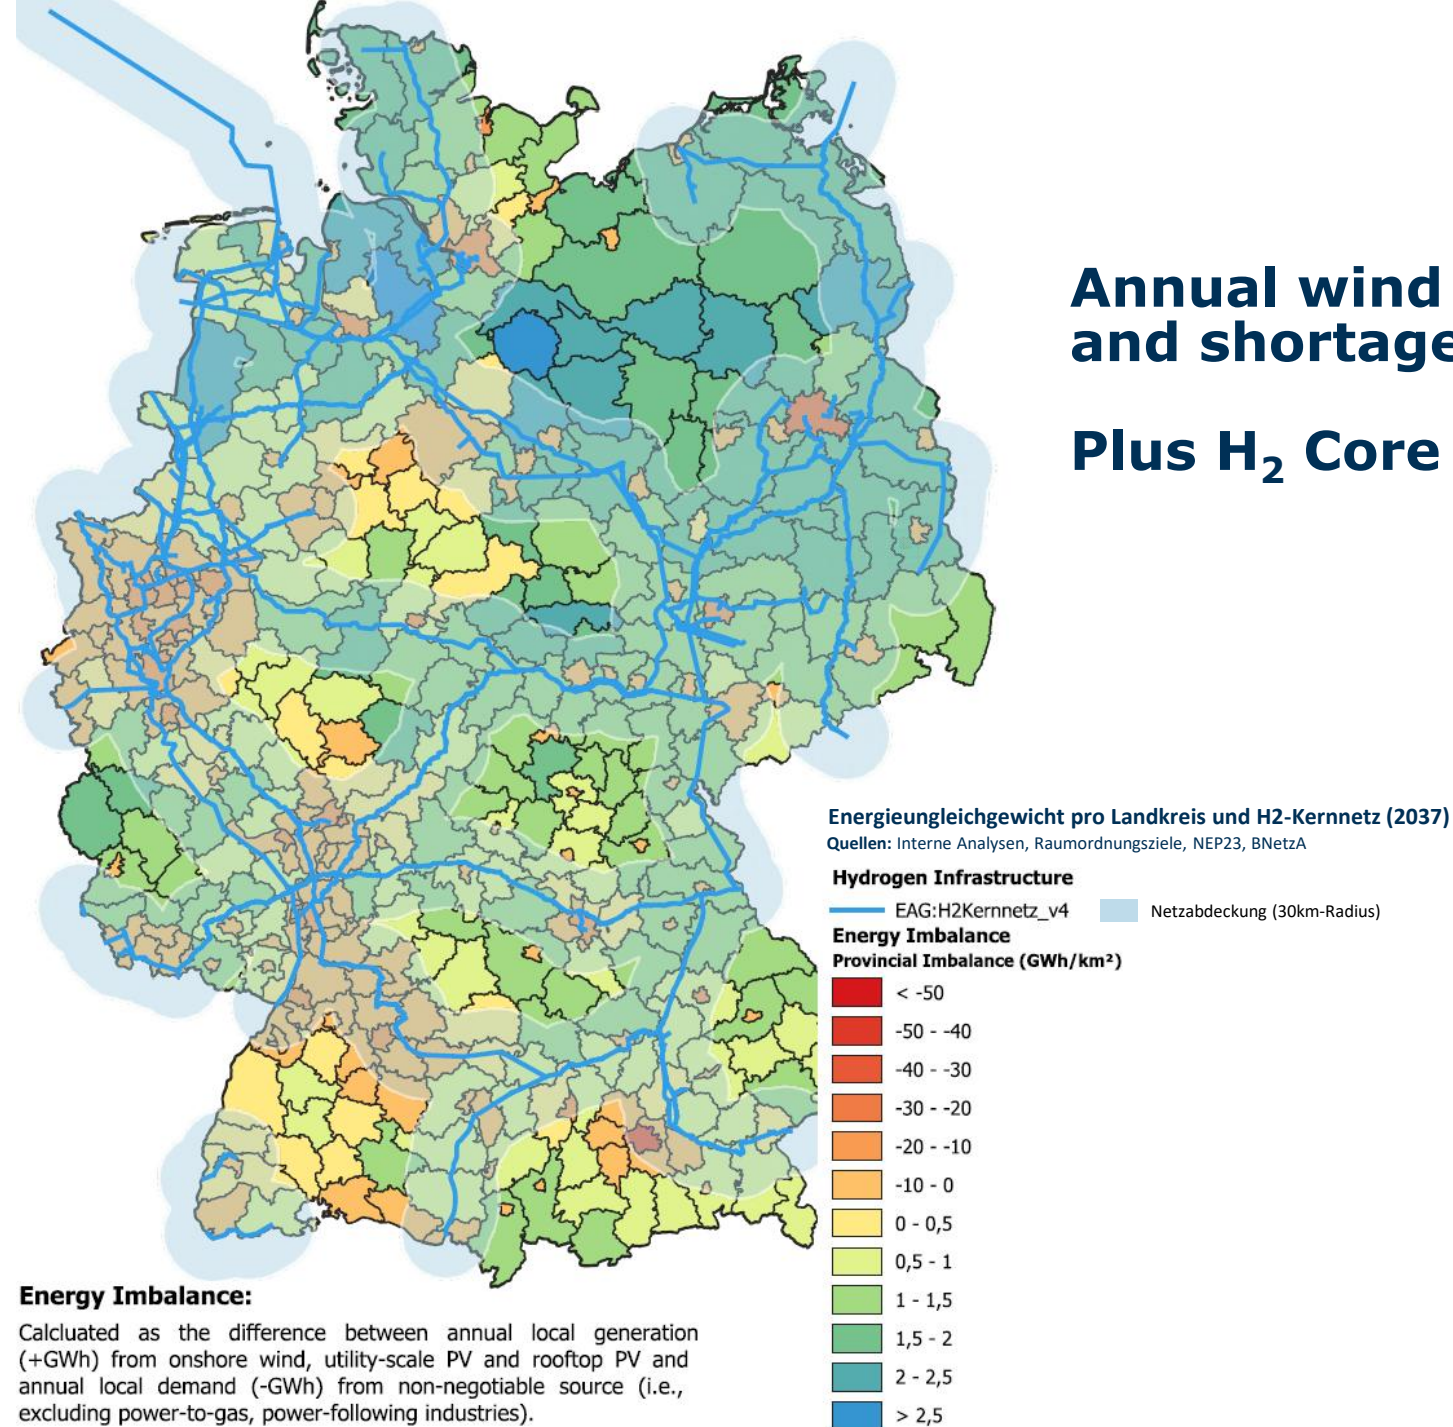 Annual wind
and shortage
Plus H₂ Core
Energieungleichgewicht pro Landkreis und H2-Kernnetz (2037)
Quellen: Interne Analysen, Raumordnungsziele, NEP23, BNetzA
Hydrogen Infrastructure
EAG:H2Kernnetz_v4
Netzabdeckung (30km-Radius)
Energy Imbalance
Provincial Imbalance (GWh/km²)
< -50
-50 - -40
-40 - -30
-30 - -20
-20 - -10
-10 - 0
0 - 0,5
0,5 - 1
1 - 1,5
1,5 - 2
2 - 2,5
> 2,5
Energy Imbalance:
Calcluated as the difference between annual local generation
(+GWh) from onshore wind, utility-scale PV and rooftop PV and
annual local demand (-GWh) from non-negotiable source (i.e.,
excluding power-to-gas, power-following industries).